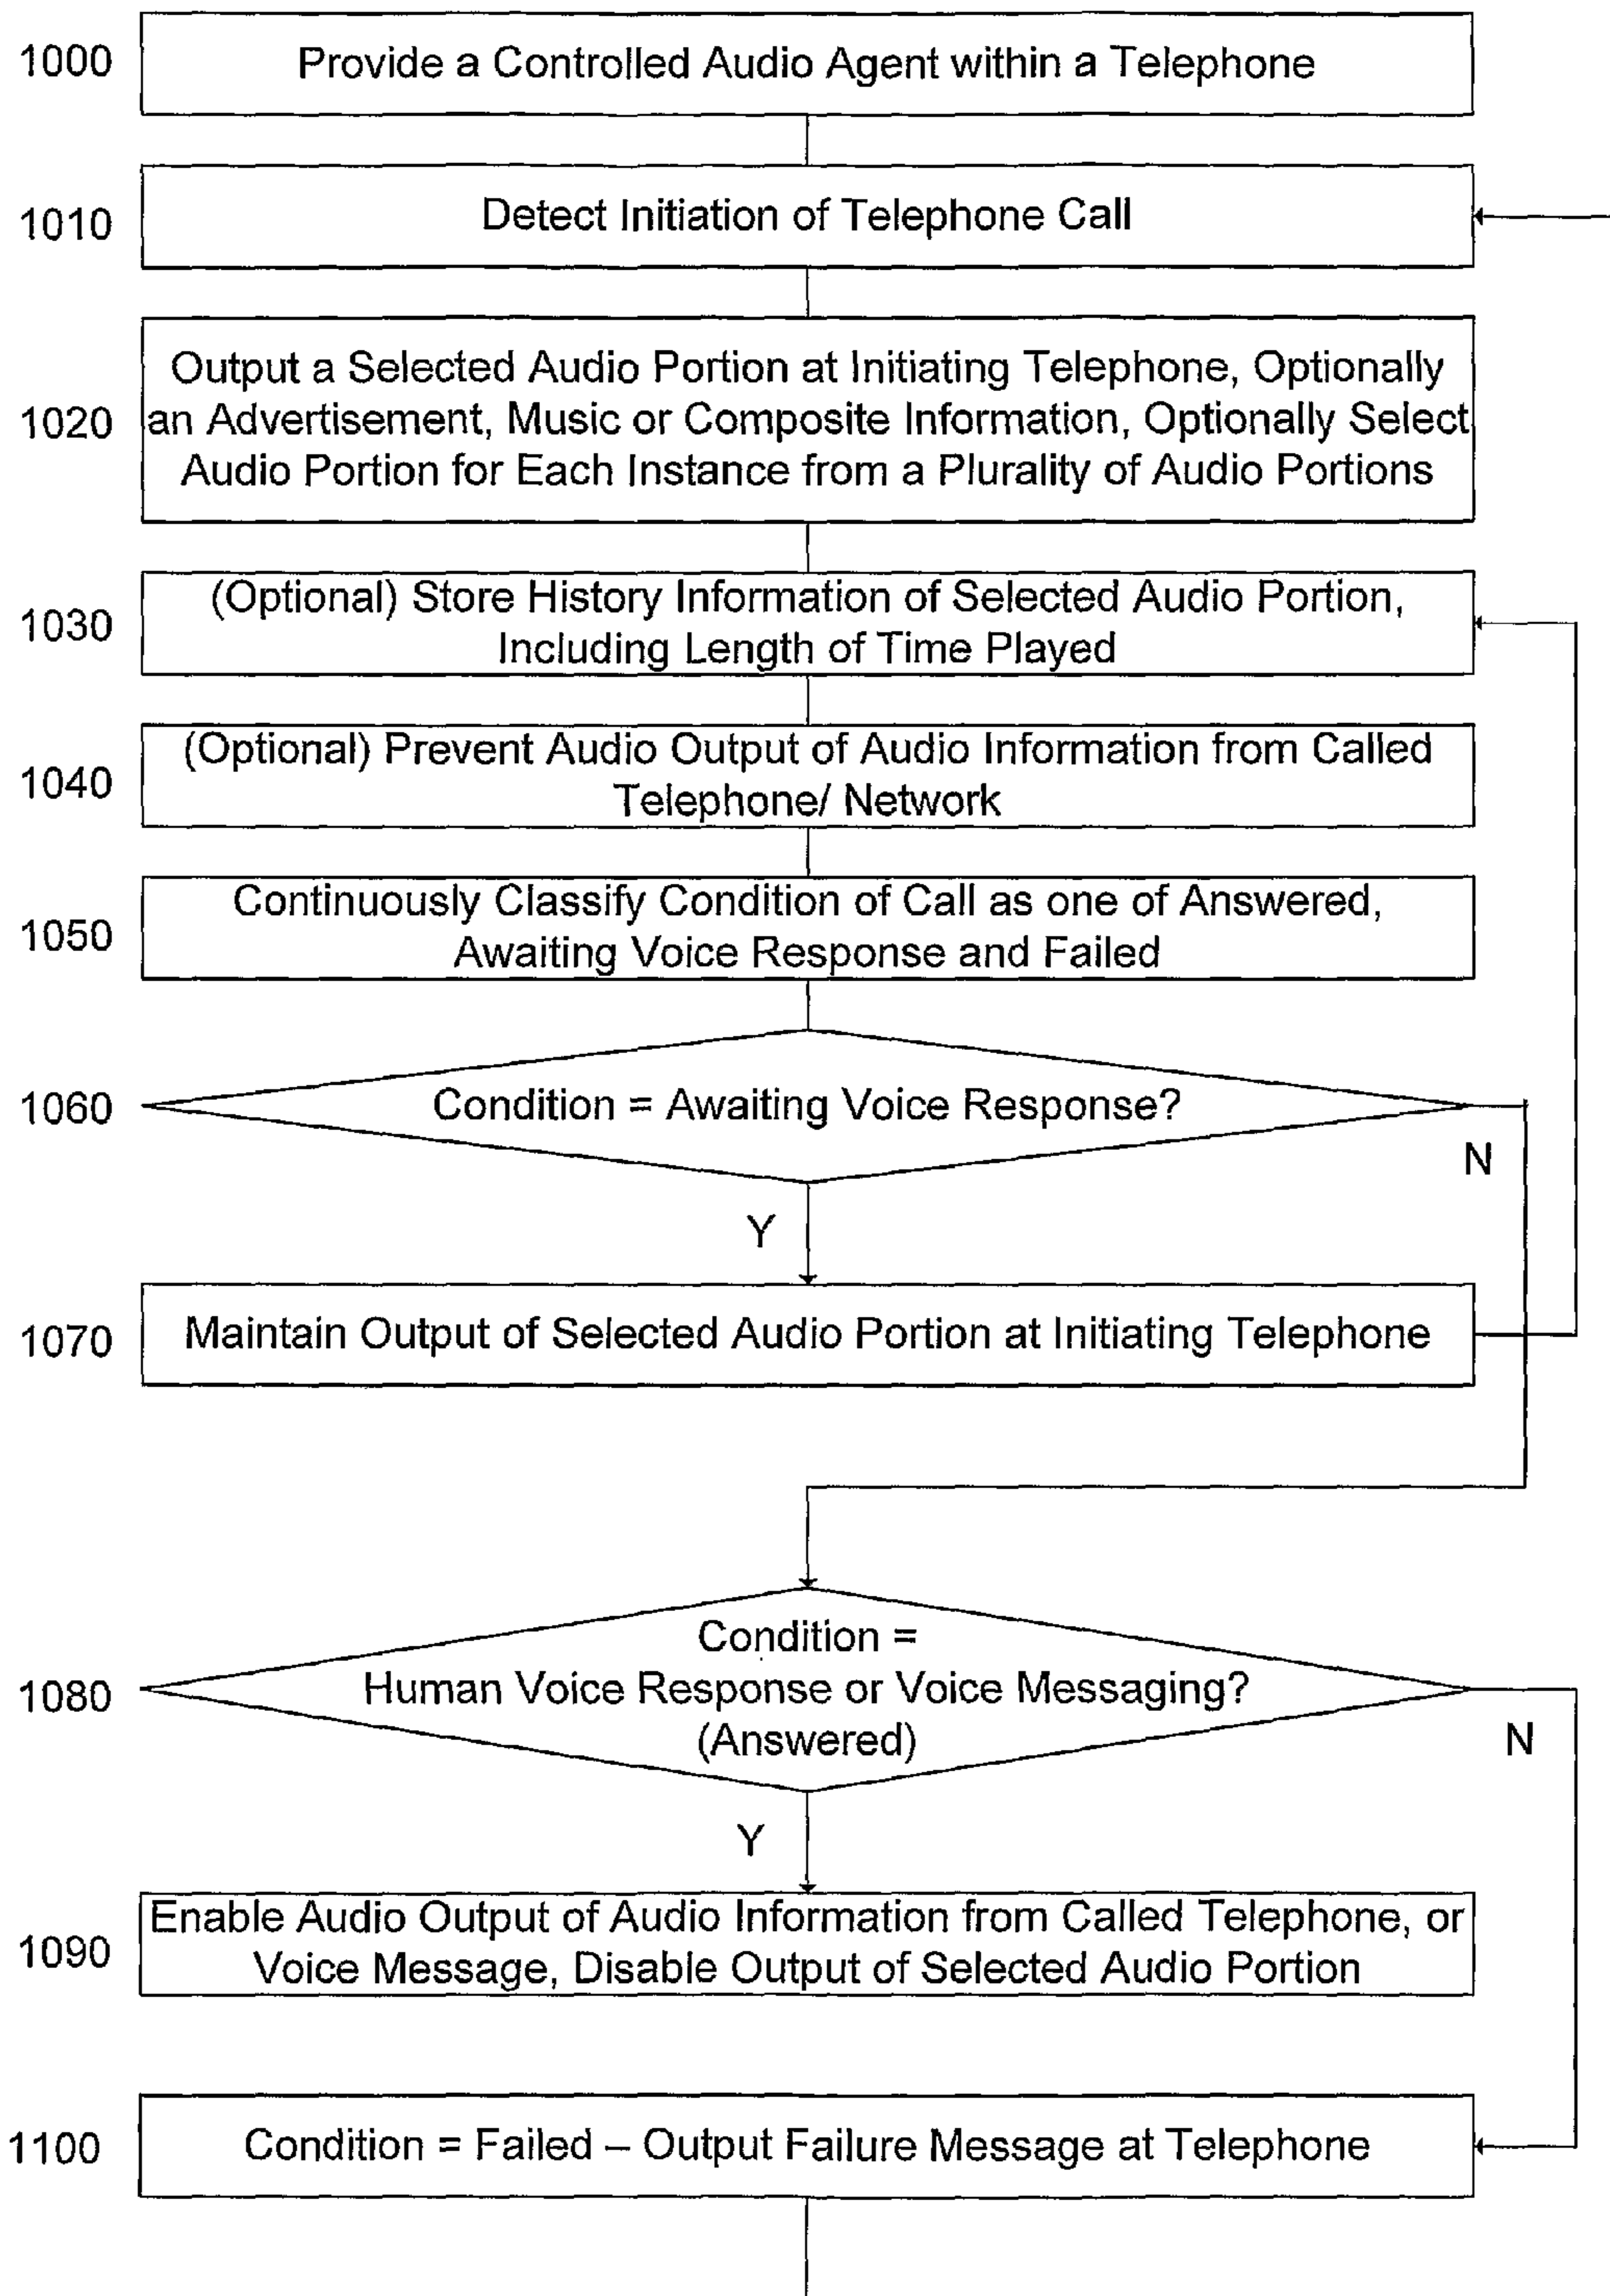 1000
Provide a Controlled Audio Agent within a Telephone
1010
Detect Initiation of Telephone Call
1020
Output a Selected Audio Portion at Initiating Telephone, Optionally
an Advertisement, Music or Composite Information, Optionally Select
Audio Portion for Each Instance from a Plurality of Audio Portions
1030
(Optional) Store History Information of Selected Audio Portion,
Including Length of Time Played
1040
(Optional) Prevent Audio Output of Audio Information from Called
Telephone/ Network
1050
Continuously Classify Condition of Call as one of Answered,
Awaiting Voice Response and Failed
1060
Condition = Awaiting Voice Response?
N
Y
1070
Maintain Output of Selected Audio Portion at Initiating Telephone
1080
Condition =
Human Voice Response or Voice Messaging?
(Answered)
N
Y
1090
Enable Audio Output of Audio Information from Called Telephone, or
Voice Message, Disable Output of Selected Audio Portion
1100
Condition = Failed – Output Failure Message at Telephone